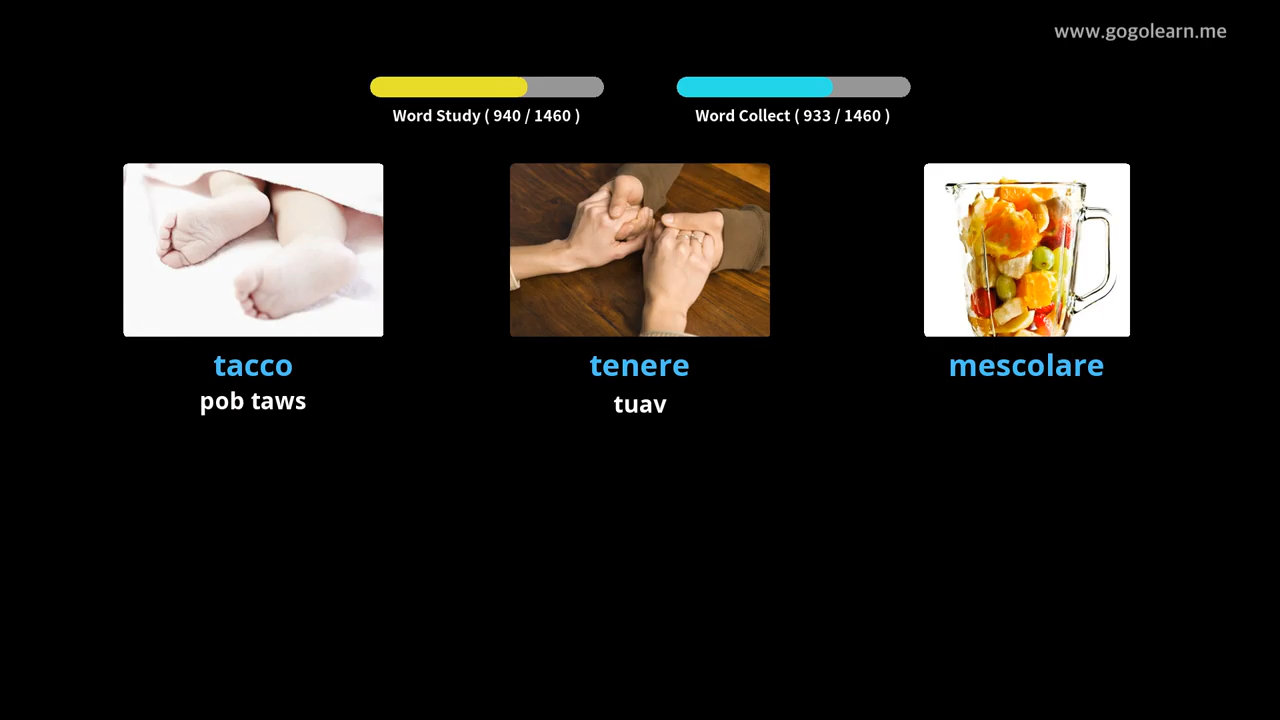 www.gogolearn.me
Word Study ( 940 / 1460 )
Word Collect ( 933 / 1460 )
tacco
pob taws
tenere
tuav
mescolare